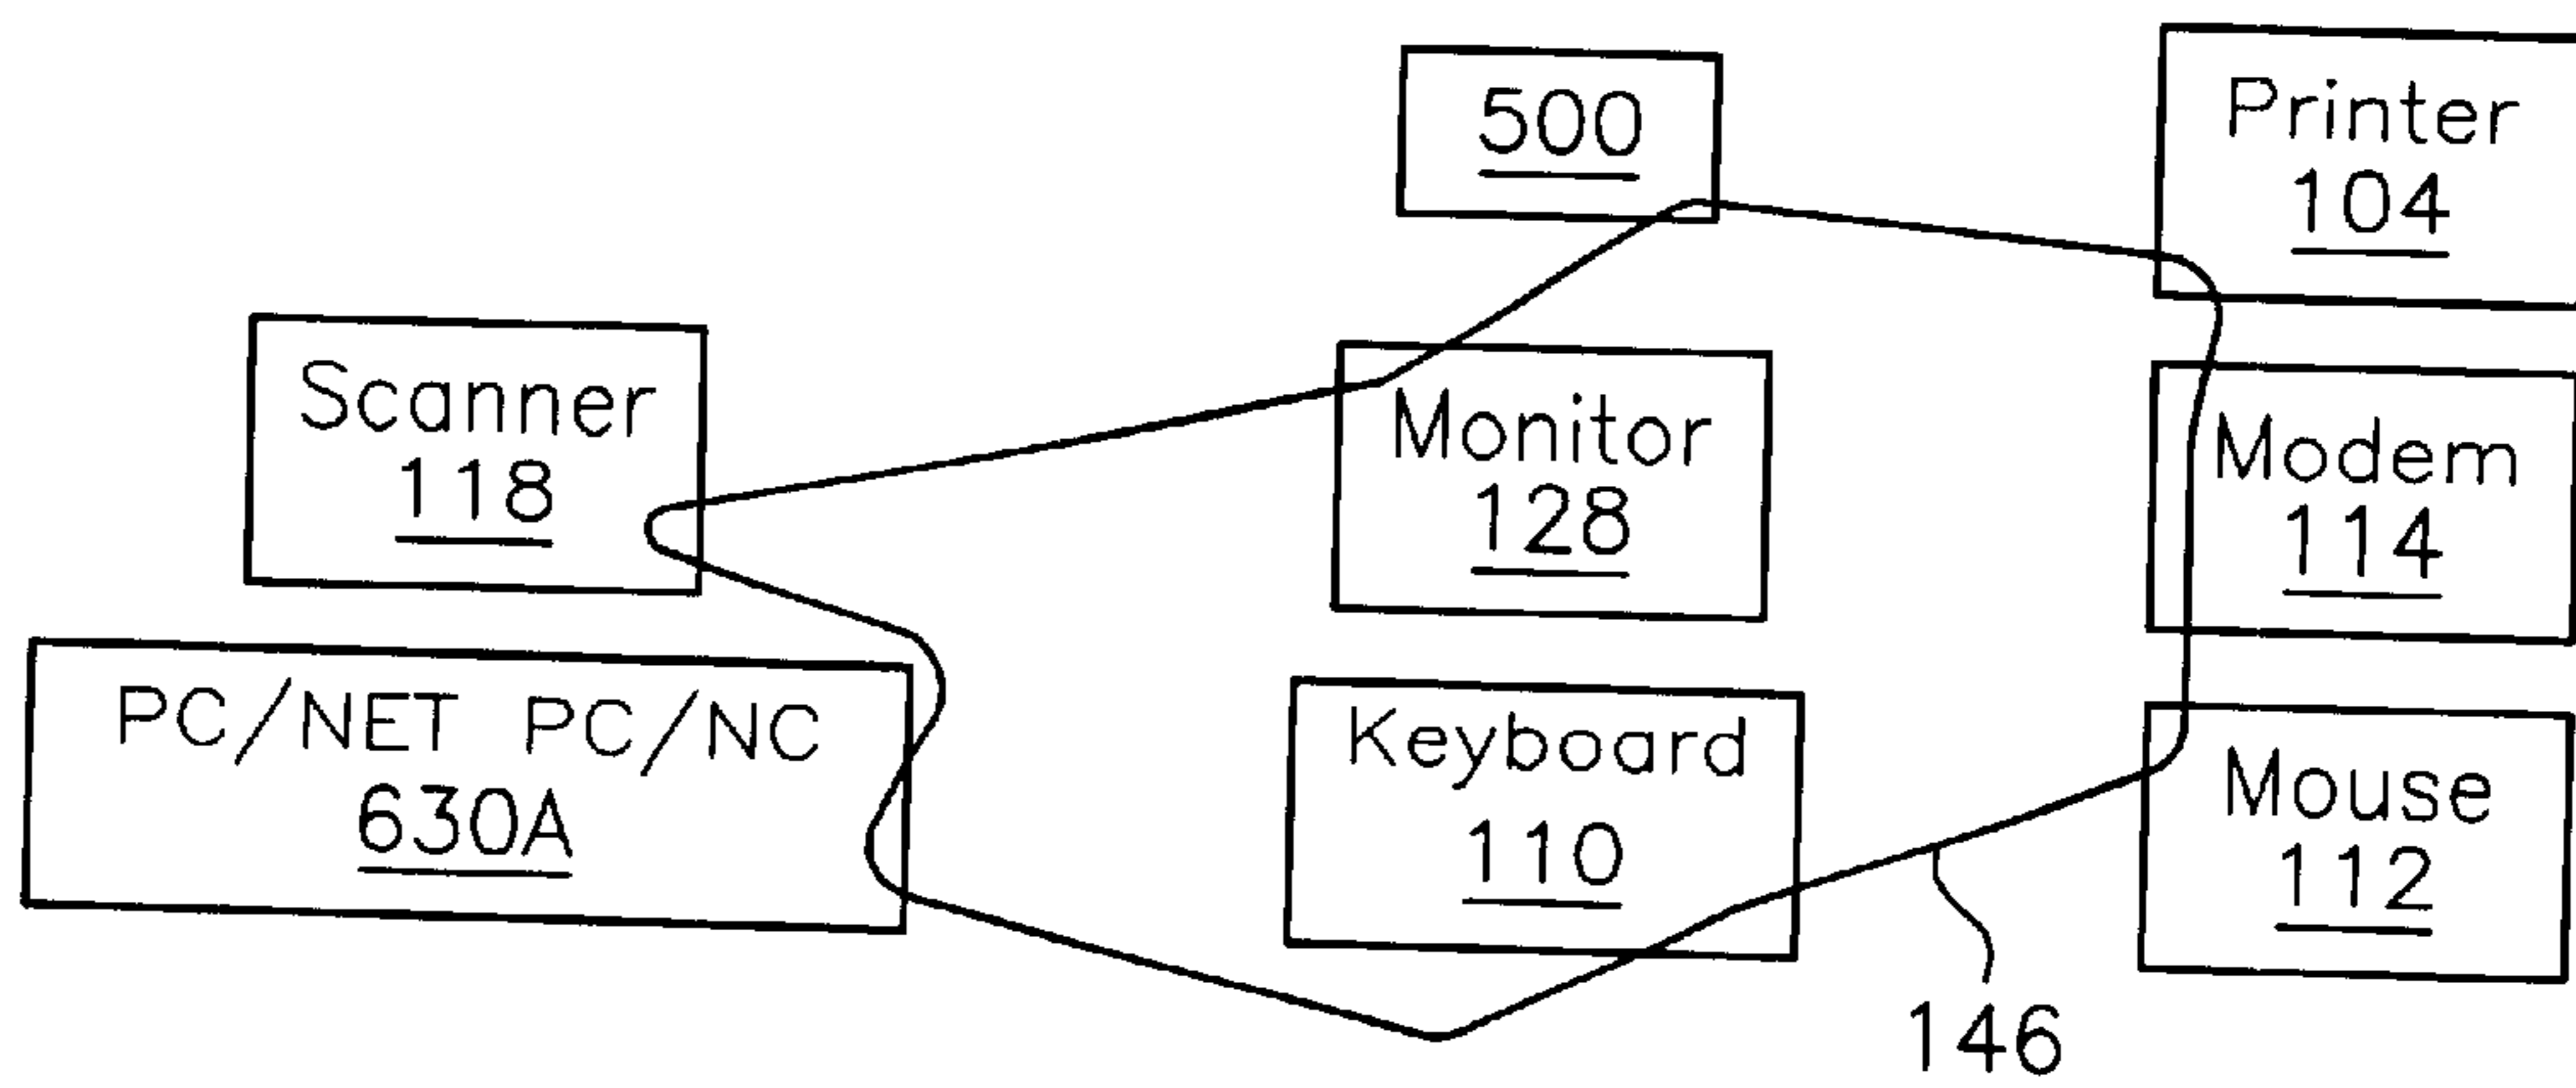 500
Printer
104
Scanner
118
Monitor
128
Modem
114
PC/NET PC/NC
630A
Keyboard
110
Mouse
112
146